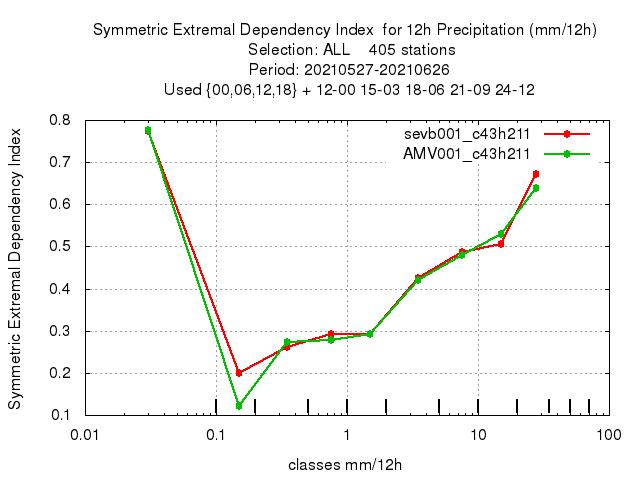 Symmetric Extremal Dependency Index  for 12h Precipitation (mm/12h)
Selection: ALL    405 stations
Period: 20210527-20210626
Used {00,06,12,18} + 12-00 15-03 18-06 21-09 24-12
sevb001_c43h211
AMV001_c43h211
Symmetric Extremal Dependency Index
0.8
0.7
0.6
0.5
0.4
0.3
0.2
0.1
0.01
0.1
1
10
100
classes mm/12h